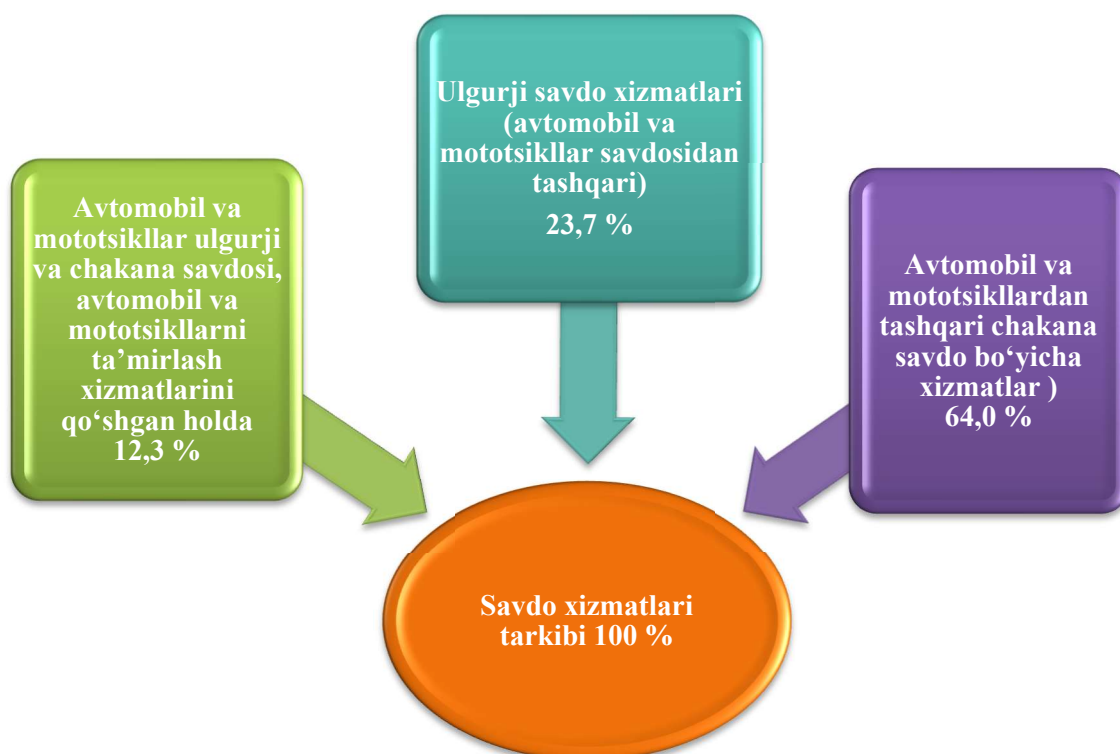 Ulgurji savdo xizmatlari
(avtomobil va
mototsikllar savdosidan
tashqari)
23,7 %
Avtomobil va
mototsikllar ulgurji
va chakana savdosi,
avtomobil va
mototsikllarni
ta’mirlash
xizmatlarini
qo‘shgan holda
12,3 %
Avtomobil va
mototsikllardan
tashqari chakana
savdo bo‘yicha
xizmatlar )
64,0 %
Savdo xizmatlari
tarkibi 100 %